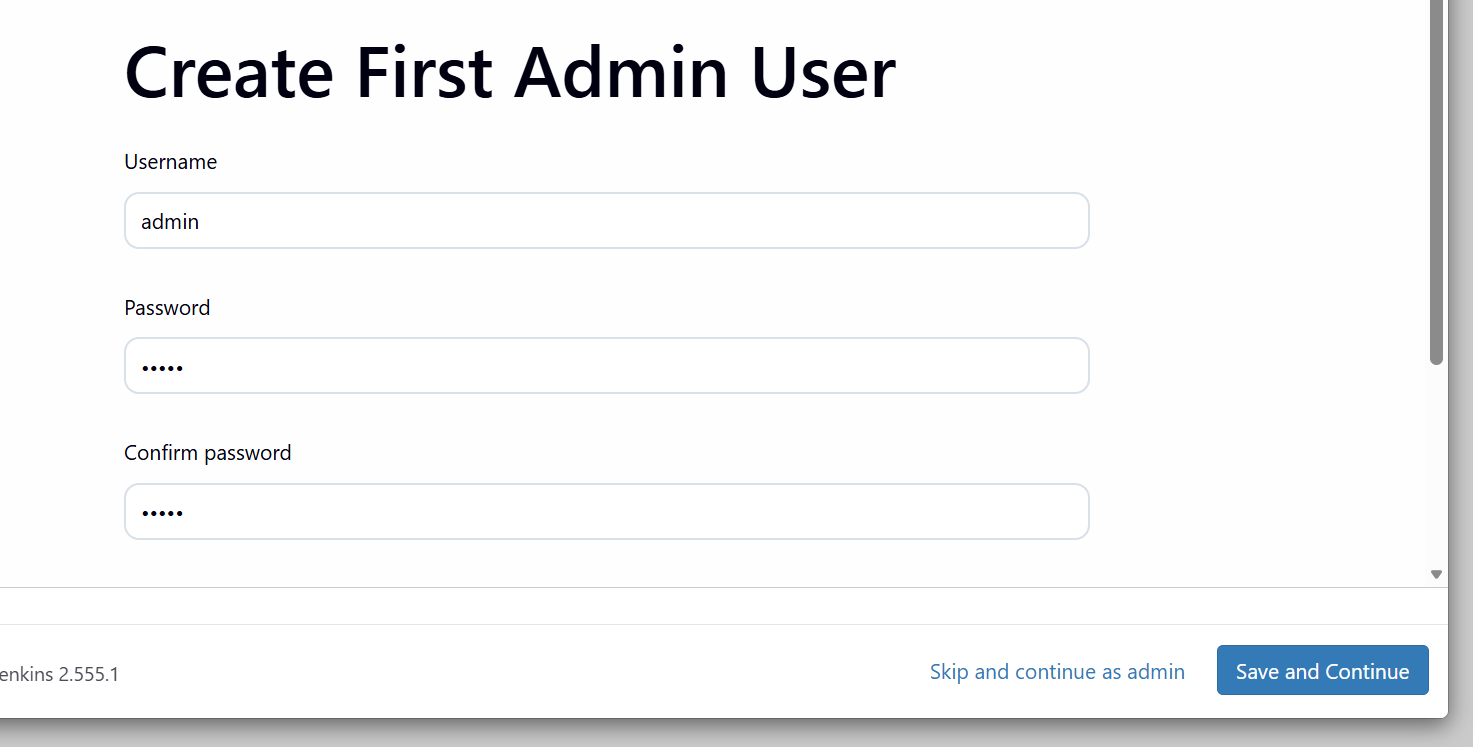 Create First Admin User
Username
admin
Password
•••••
Confirm password
•••••
enkins 2.555.1
Skip and continue as admin
Save and Continue